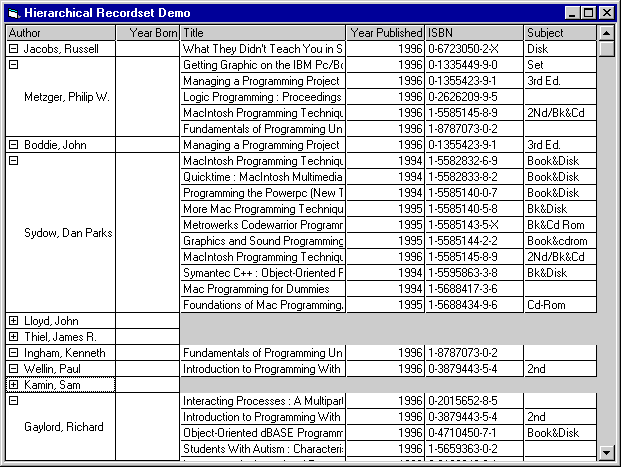 Hierarchical Recordset Demo
Author Year Born Title Year Published ISBN Subject
Jacobs, Russell What They Didn't Teach You in S 1996 0-6723050-2-X Disk
Getting Graphic on the IBM Pc/Bo 1996 0-1335449-9-0 Set
Managing a Programming Project 1996 0-1355423-9-1 3rd Ed.
Metzger, Philip W. Logic Programming : Proceedings 1996 0-2626209-9-5
MacIntosh Programming Techniqu 1996 1-5585145-8-9 2Nd/Bk&Cd
Fundamentals of Programming Un 1996 1-8787073-0-2
Boddie, John Managing a Programming Project 1996 0-1355423-9-1 3rd Ed.
MacIntosh Programming Techniqu 1994 1-5582832-6-9 Book&Disk
Quicktime : MacIntosh Multimedia 1994 1-5582833-8-2 Book&Disk
Programming the Powerpc (New T 1994 1-5585140-0-7 Book&Disk
More Mac Programming Techniqu 1995 1-5585140-5-8 Bk&Disk
Sydow, Dan Parks Metrowerks Codewarrior Programm 1995 1-5585143-5-X Bk&Cd Rom
Graphics and Sound Programming 1995 1-5585144-2-2 Book&cdrom
MacIntosh Programming Techniqu 1996 1-5585145-8-9 2Nd/Bk&Cd
Symantec C++ : Object-Oriented F 1994 1-5595863-3-8 Bk&Disk
Mac Programming for Dummies 1994 1-5688417-3-6
Foundations of Mac Programming, 1995 1-5688434-9-6 Cd-Rom
Lloyd, John
Thiel, James R.
Ingham, Kenneth Fundamentals of Programming Un 1996 1-8787073-0-2
Wellin, Paul Introduction to Programming With 1996 0-3879443-5-4 2nd
Kamin, Sam
Interacting Processes : A Multiparl 1996 0-2015652-8-5
Gaylord, Richard Introduction to Programming With 1996 0-3879443-5-4 2nd
Object-Oriented dBASE Programm 1996 0-4710450-7-1 Book&Disk
Students With Autism : Characteris 1996 1-5659363-0-2